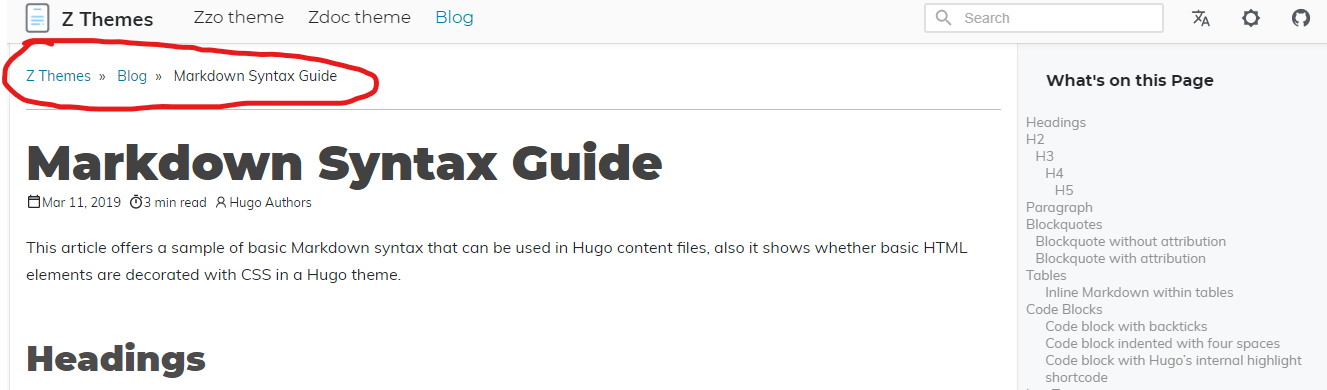 Z Themes Zzo theme Zdoc theme Blog Search
Z Themes » Blog » Markdown Syntax Guide
Markdown Syntax Guide
Mar 11, 2019 3 min read Hugo Authors
This article offers a sample of basic Markdown syntax that can be used in Hugo content files, also it shows whether basic HTML
elements are decorated with CSS in a Hugo theme.
Headings
What's on this Page
Headings
H2
H3
H4
H5
Paragraph
Blockquotes
Blockquote without attribution
Blockquote with attribution
Tables
Inline Markdown within tables
Code Blocks
Code block with backticks
Code block indented with four spaces
Code block with Hugo’s internal highlight
shortcode